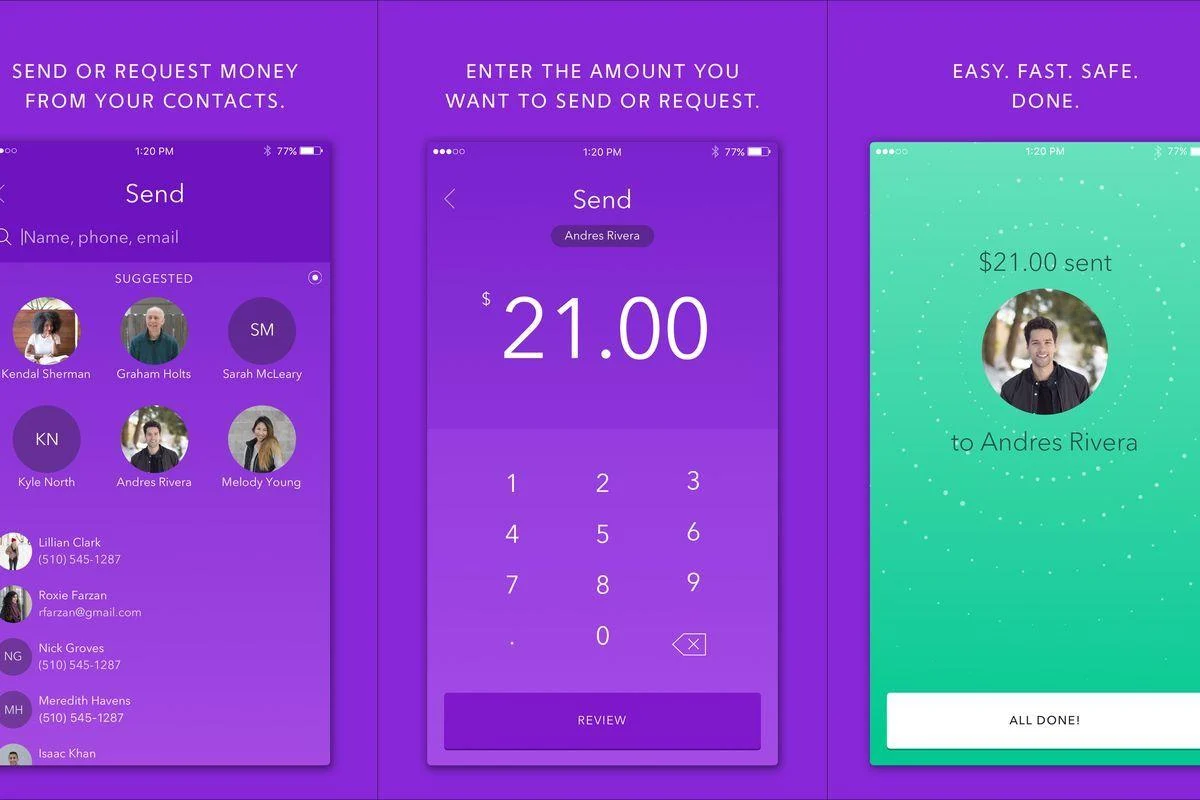 SEND OR REQUEST MONEY
FROM YOUR CONTACTS.
1:20 PM
77%
Send
Name, phone, email
SUGGESTED
SM
Kendal Sherman
Graham Holts
Sarah McLeary
KN
Kyle North
Andres Rivera
Melody Young
Lillian Clark
(510) 545-1287
Roxie Farzan
rfarzan@gmail.com
NG
Nick Groves
(510) 545-1287
MH
Meredith Havens
(510) 545-1287
Isaac Khan
ENTER THE AMOUNT YOU
WANT TO SEND OR REQUEST.
1:20 PM
77%
Send
Andres Rivera
$21.00
1 2 3
4 5 6
7 8 9
. 0
REVIEW
EASY. FAST. SAFE.
DONE.
1:20 PM
77%
$21.00 sent
to Andres Rivera
ALL DONE!